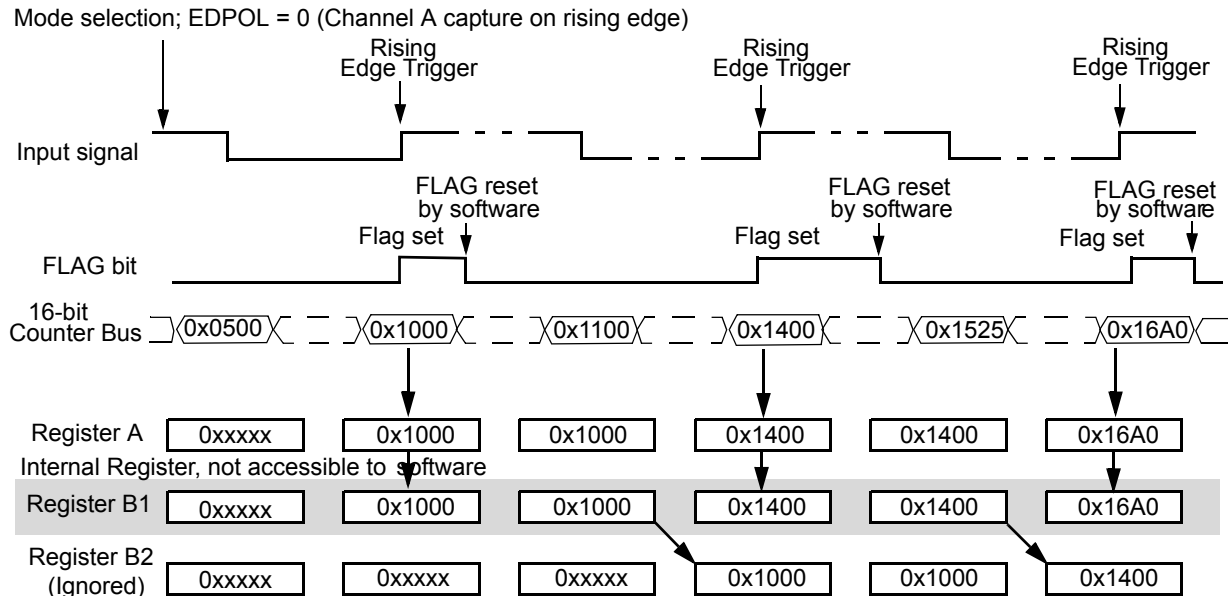 Mode selection; EDPOL = 0 (Channel A capture on rising edge)
Rising
Edge Trigger
Rising
Edge Trigger
Rising
Edge Trigger
Input signal
FLAG reset
by software
FLAG reset
by software
FLAG reset
by software
Flag set
Flag set
Flag set
FLAG bit
16-bit
Counter Bus
0x0500
0x1000
0x1100
0x1400
0x1525
0x16A0
Register A
0xxxxx
0x1000
0x1000
0x1400
0x1400
0x16A0
Internal Register, not accessible to software
Register B1
0xxxxx
0x1000
0x1000
0x1400
0x1400
0x16A0
Register B2
(Ignored)
0xxxxx
0xxxxx
0xxxxx
0x1000
0x1000
0x1400